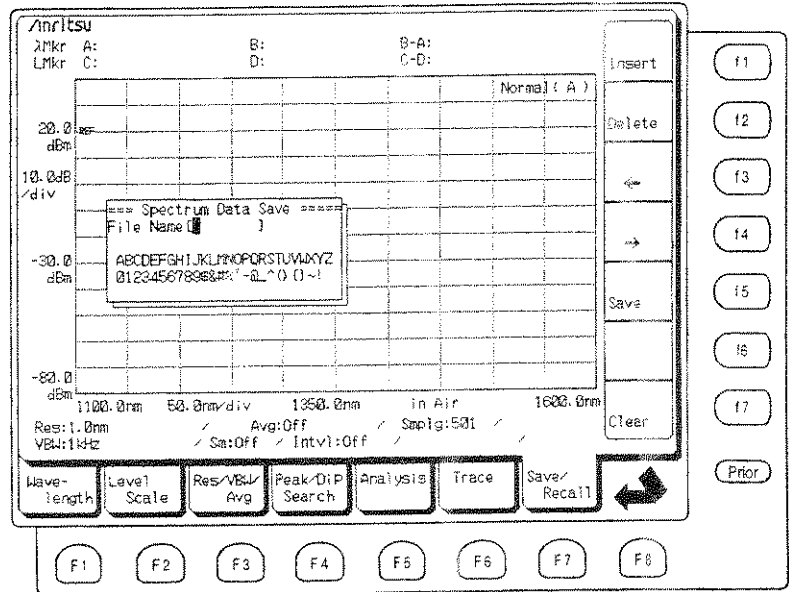 Anritsu
λMkr A: B: B-A:
LMkr C: D: C-D:
Normal( A )
20.0
dBm
REF
10.0dB
/div
=== Spectrum Data Save =====
File Name[ ]
ABCDEFGHIJKLMNOPQRSTUVWXYZ
-30.0
dBm
-80.0
dBm
1100.0nm 50.0nm/div 1350.0nm in Air 1600.0nm
Res:1.0nm / Avg:Off / Smplg:501 /
VBW:1kHz / Sm:Off / Intvl:Off / /
Insert
Delete
←
→
Save
Clear
Wave-
length
Level
Scale
Res/VBW/
Avg
Peak/Dip
Search
Analysis
Trace
Save/
Recall
f1
f2
f3
f4
f5
f6
f7
Prior
F1 F2 F3 F4 F5 F6 F7 F8